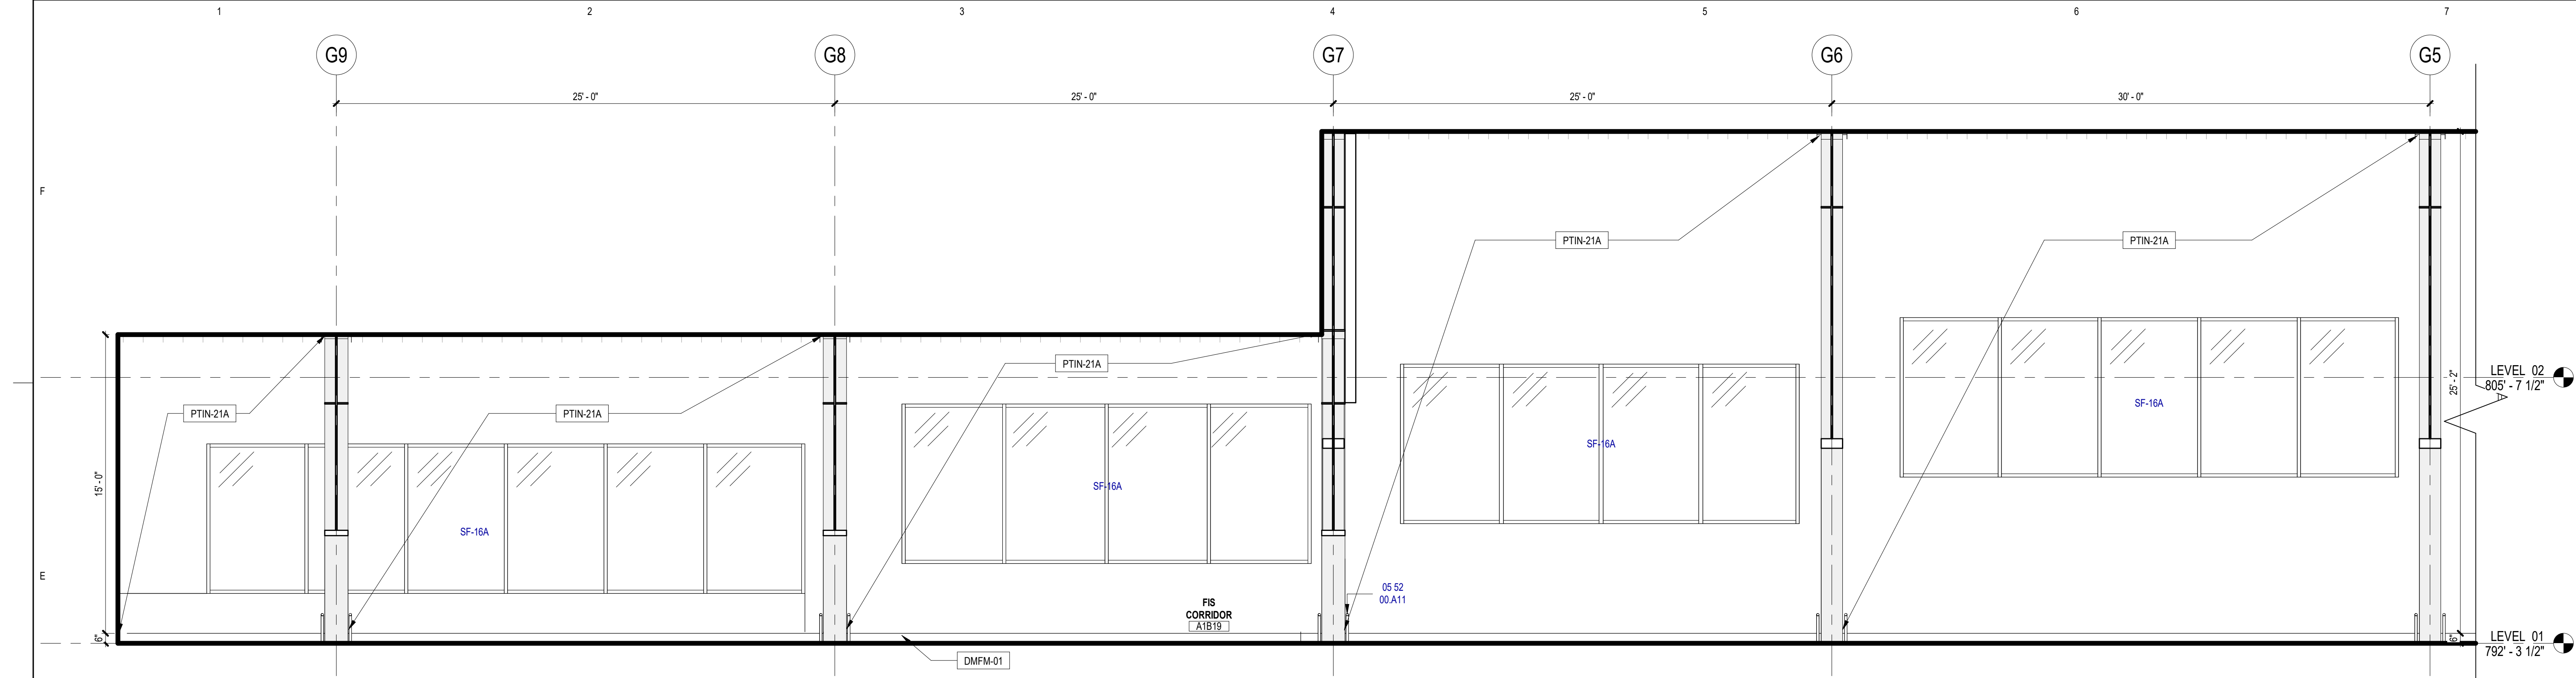 1 2 3 4 5 6 7
G9 G8 G7 G6 G5
25' - 0" 25' - 0" 25' - 0" 30' - 0"
F
PTIN-21A PTIN-21A
PTIN-21A
LEVEL 02
805' - 7 1/2"
25' - 2"
SF-16A
PTIN-21A PTIN-21A
SF-16A
15' - 0"
SF-16A
SF-16A
E
05 52
00.A11
FIS
CORRIDOR
A1B19
6"
6"
LEVEL 01
792' - 3 1/2"
DMFM-01